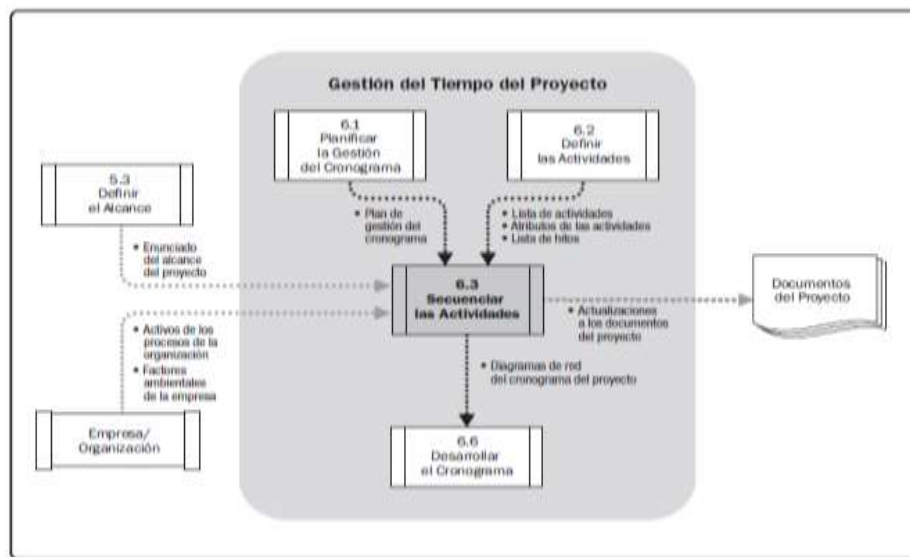 Gestión del Tiempo del Proyecto
6.1
Planificar
la Gestión
del Cronograma
6.2
Definir
las Actividades
5.3
Definir
el Alcance
• Plan de
gestión del
cronograma
• Lista de actividades
• Atributos de las actividades
• Lista de hitos
• Enunciado
del alcance
del proyecto
6.3
Secuenciar
las Actividades
Documentos
del Proyecto
• Activos de los
procesos de la
organización
• Factores
ambientales
de la empresa
• Actualizaciones
a los documentos
del proyecto
• Diagramas de red
del cronograma del proyecto
Empresa/
Organización
6.6
Desarrollar
el Cronograma